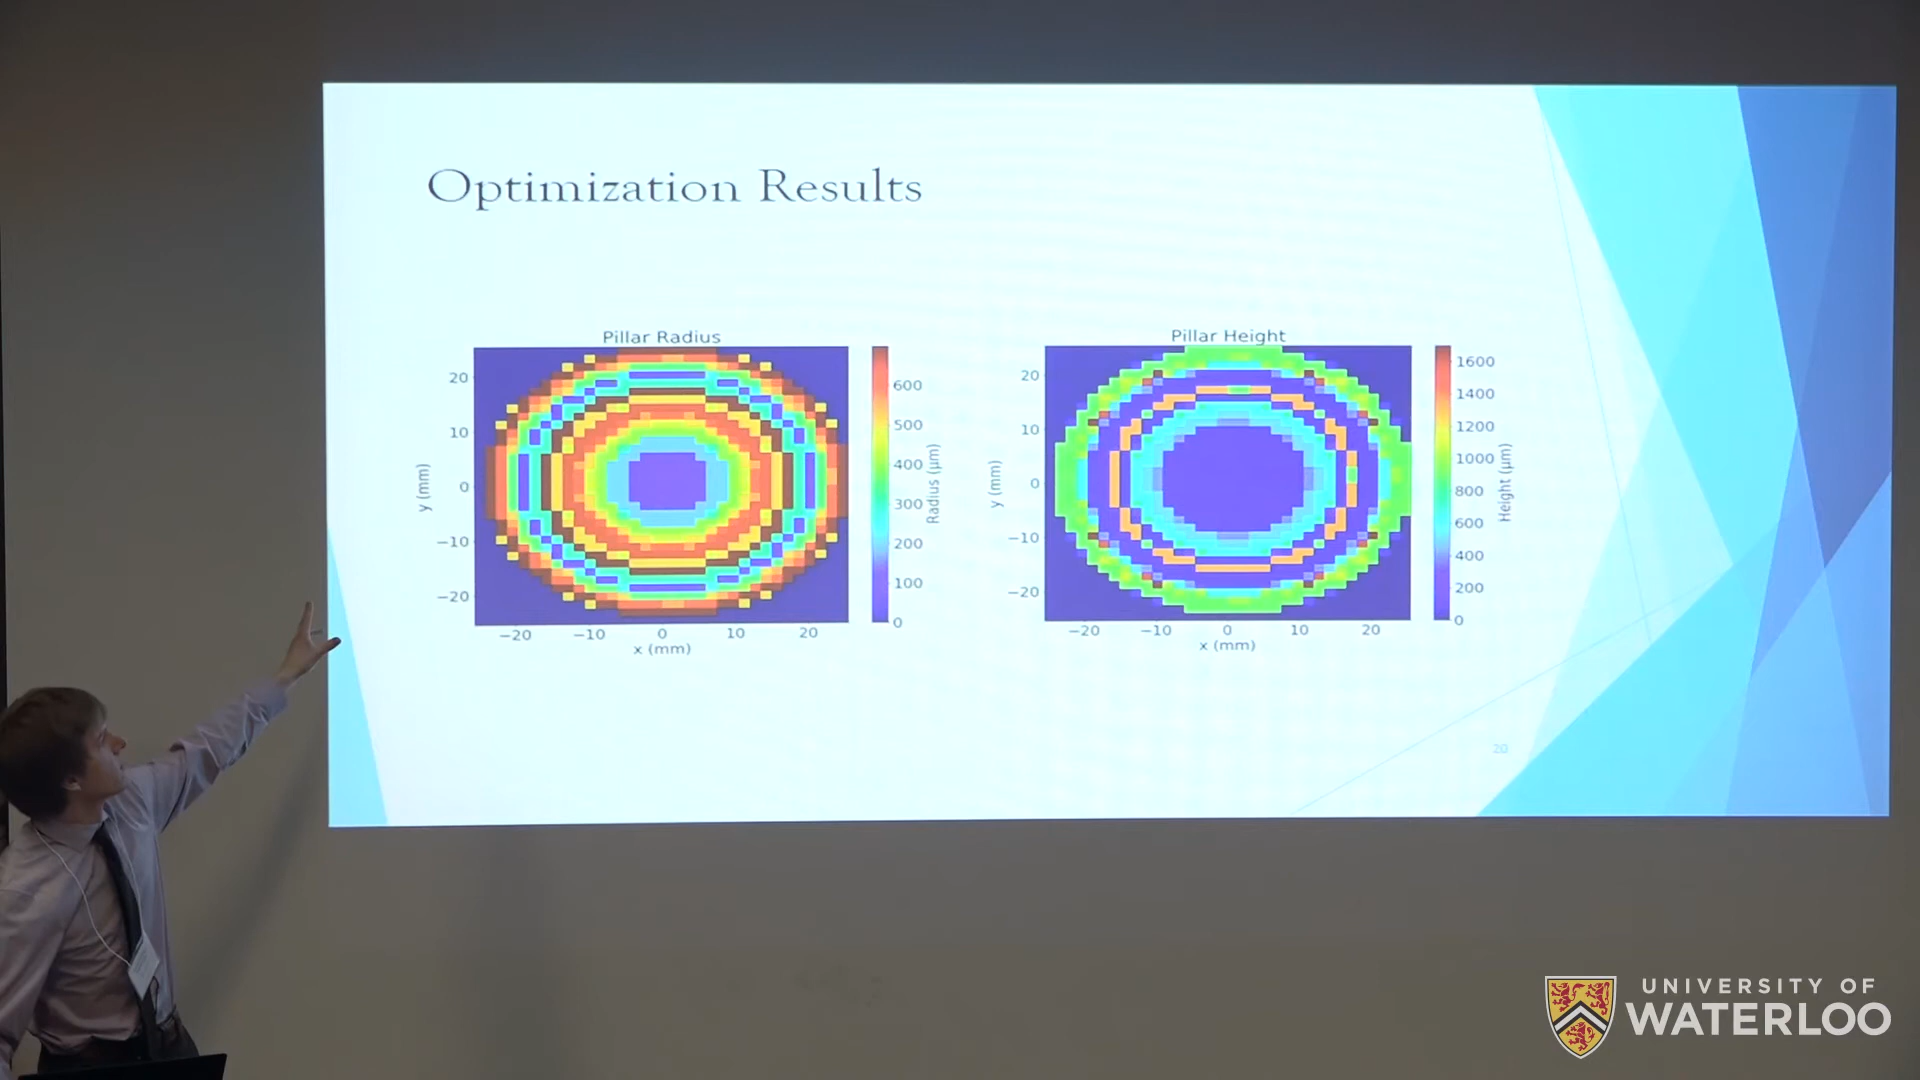 Optimization Results
Pillar Radius
20
10
0
−10
−20
y (mm)
−20 −10 0 10 20
x (mm)
600
500
400
300
200
100
0
Radius (μm)
Pillar Height
20
10
0
−10
−20
y (mm)
−20 −10 0 10 20
x (mm)
1600
1400
1200
1000
800
600
400
200
0
Height (μm)
20
UNIVERSITY OF
WATERLOO